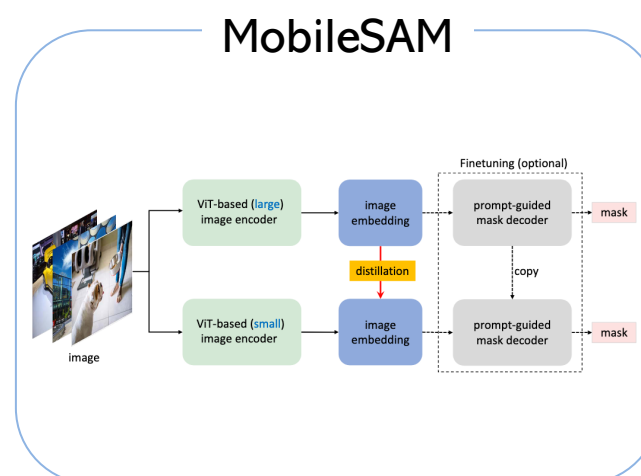 MobileSAM
Finetuning (optional)
ViT-based (large)
image encoder
image
embedding
prompt-guided
mask decoder
mask
distillation
copy
image
ViT-based (small)
image encoder
image
embedding
prompt-guided
mask decoder
mask